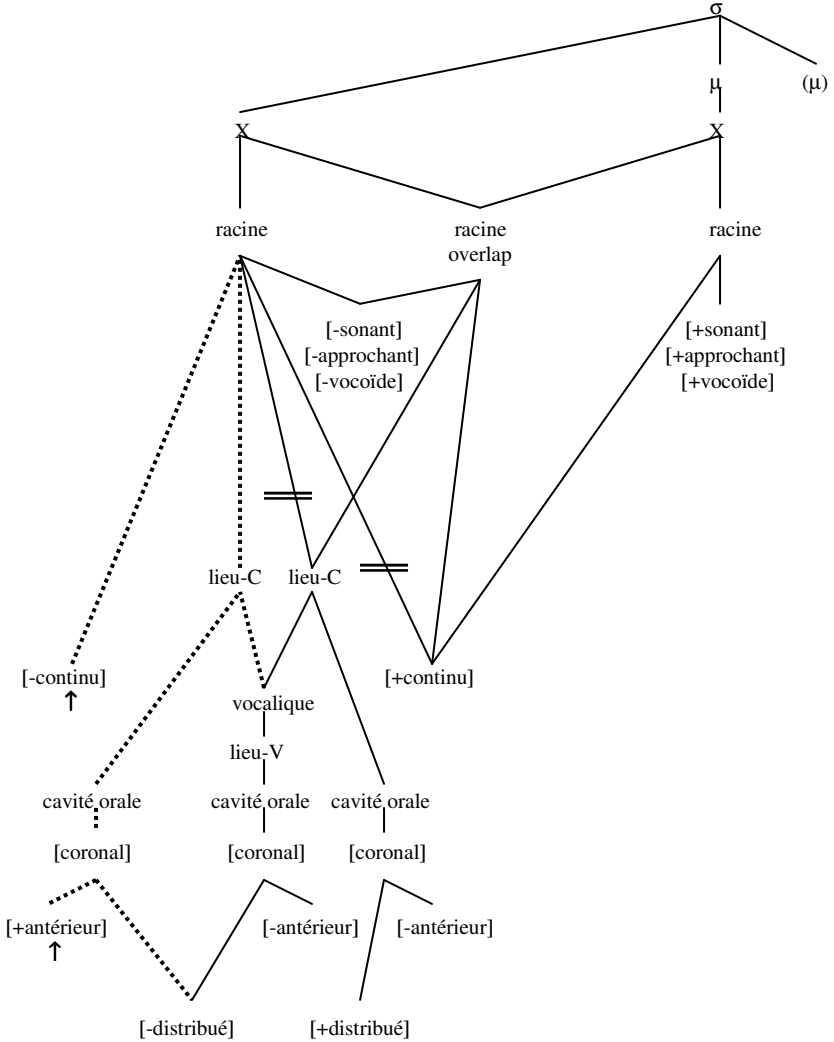 σ
μ (μ)
X X
racine racine racine
overlap
[-sonant] [+sonant]
[-approchant] [+approchant]
[-vocoïde] [+vocoïde]
lieu-C lieu-C
[-continu] [+continu]
↑
vocalique
lieu-V
cavité orale cavité orale cavité orale
[coronal] [coronal] [coronal]
[+antérieur] [-antérieur] [-antérieur]
↑
[-distribué] [+distribué]